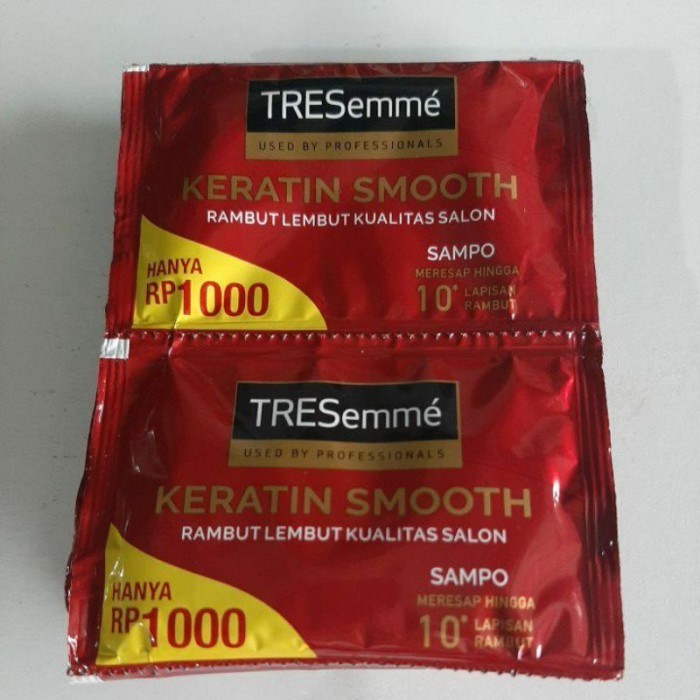 TRESemmé
USED BY PROFESSIONALS
KERATIN SMOOTH
RAMBUT LEMBUT KUALITAS SALON
HANYA
RP1000
SAMPO
MERESAP HINGGA
10* LAPISAN
RAMBUT
TRESemmé
USED BY PROFESSIONALS
KERATIN SMOOTH
RAMBUT LEMBUT KUALITAS SALON
HANYA
RP1000
SAMPO
MERESAP HINGGA
10* LAPISAN
RAMBUT